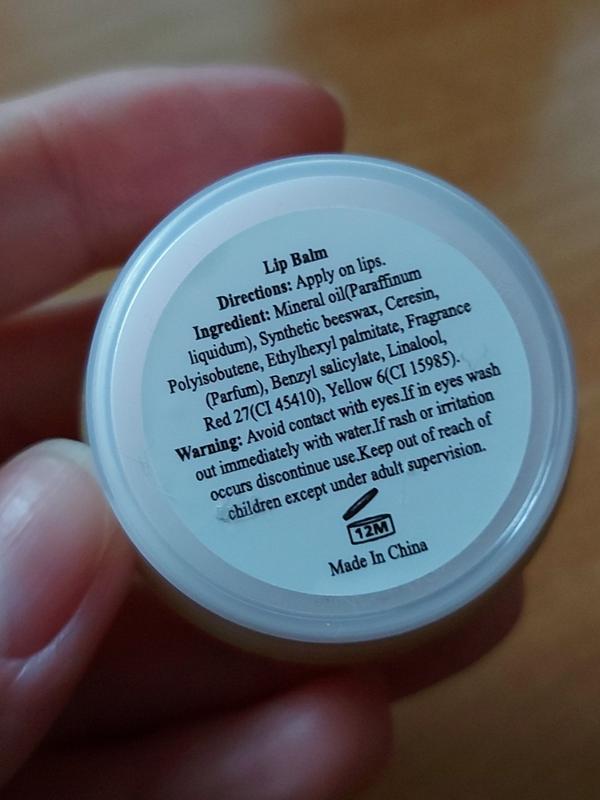 Lip Balm
Directions: Apply on lips.
Ingredient: Mineral oil(Paraffinum
liquidum), Synthetic beeswax, Ceresin,
Polyisobutene, Ethylhexyl palmitate, Fragrance
(Parfum), Benzyl salicylate, Linalool,
Red 27(CI 45410), Yellow 6(CI 15985).
Warning: Avoid contact with eyes.If in eyes wash
out immediately with water.If rash or irritation
occurs discontinue use.Keep out of reach of
children except under adult supervision.
12M
Made In China